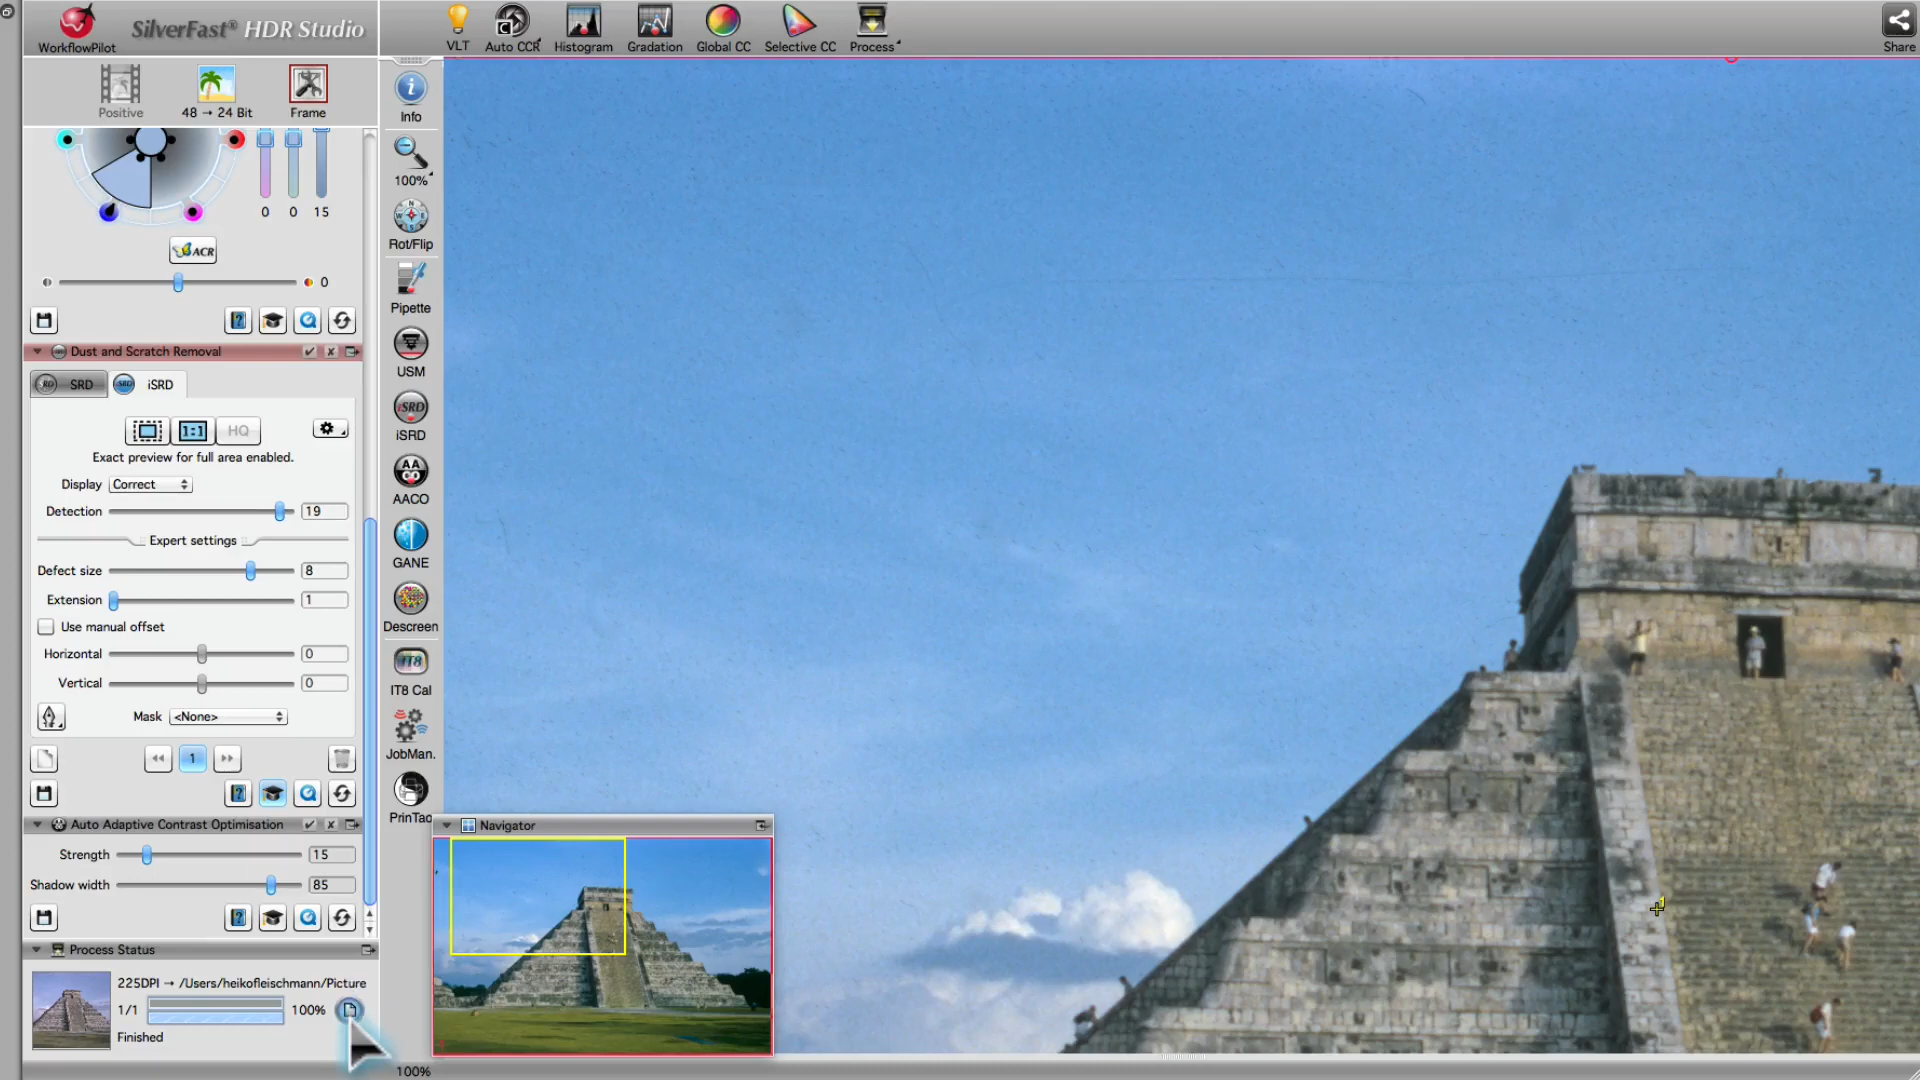 WorkflowPilot
SilverFast® HDR Studio
VLT
Auto CCR
Histogram
Gradation
Global CC
Selective CC
Process
Share
Positive
48 → 24 Bit
Frame
Info
100%
Rot/Flip
Pipette
USM
iSRD
iSRD
AACO
AACO
GANE
Descreen
IT8
IT8 Cal
JobMan.
PrinTao
0 0 15
ACR
0
Dust and Scratch Removal
SRD
iSRD
1:1
HQ
Exact preview for full area enabled.
Display Correct
Detection 19
Expert settings
Defect size 8
Extension 1
Use manual offset
Horizontal 0
Vertical 0
Mask <None>
1
Auto Adaptive Contrast Optimisation
Strength 15
Shadow width 85
Process Status
225DPI → /Users/heikofleischmann/Picture
1/1 100%
Finished
Navigator
100%